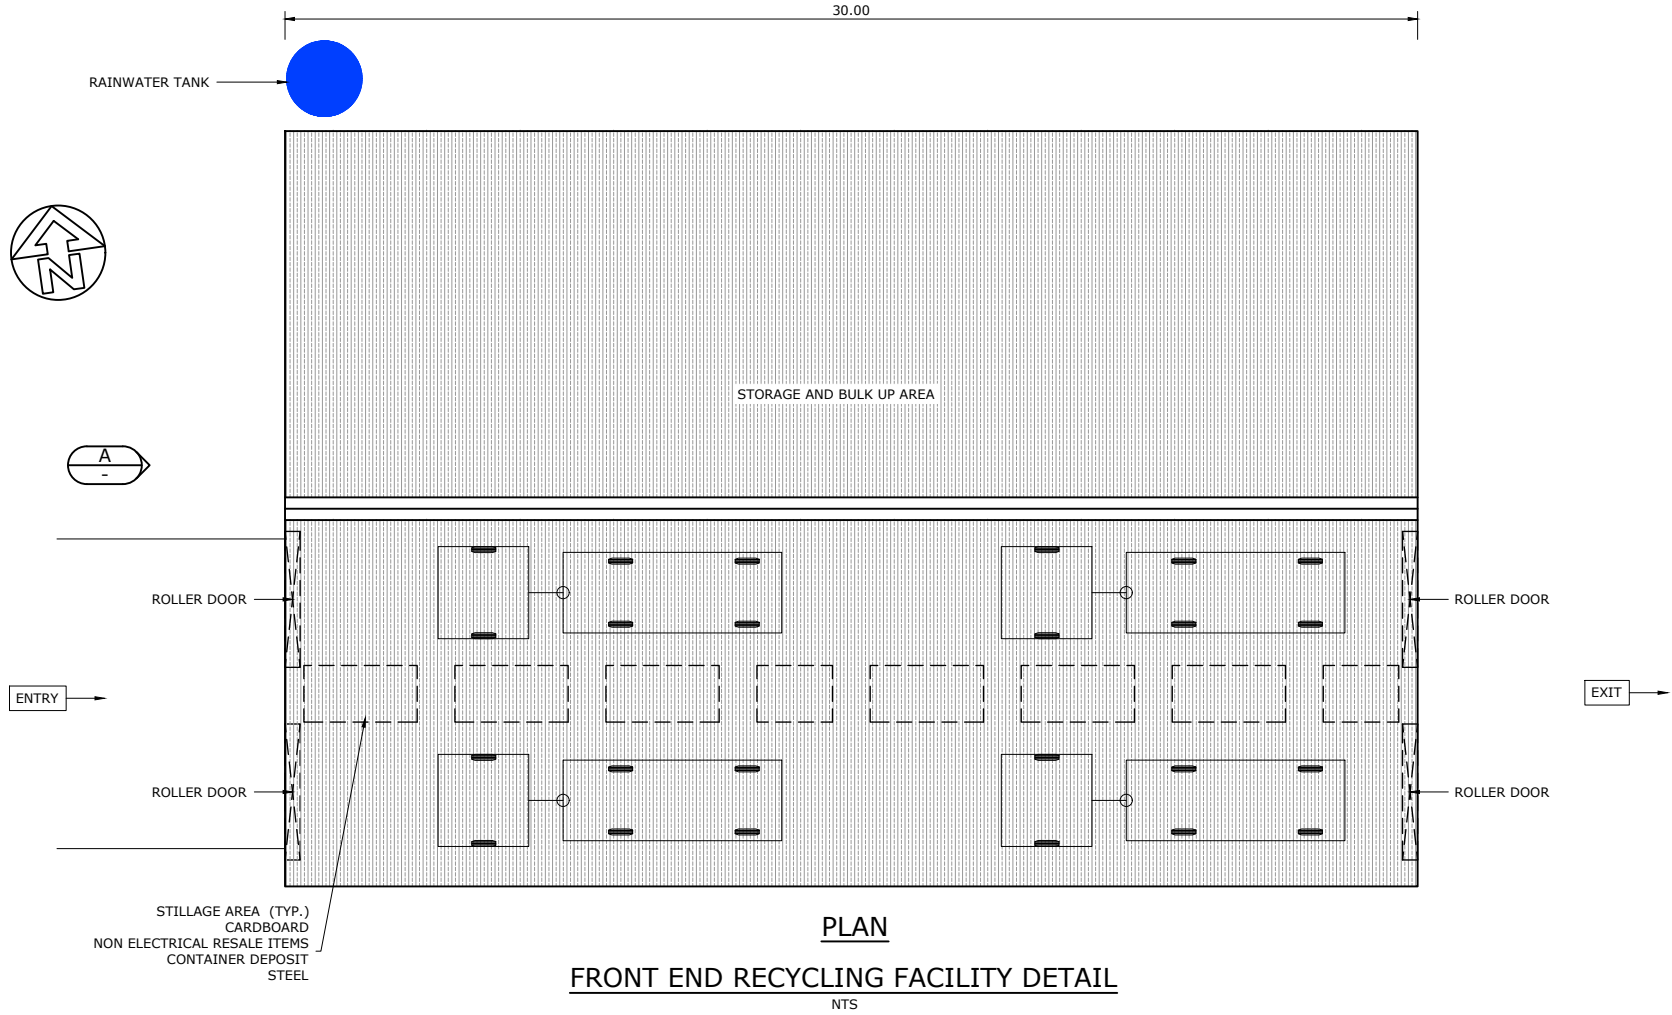 30.00
RAINWATER TANK
N
STORAGE AND BULK UP AREA
A
-
ROLLER DOOR
ROLLER DOOR
ENTRY
EXIT
ROLLER DOOR
ROLLER DOOR
STILLAGE AREA (TYP.)
CARDBOARD
NON ELECTRICAL RESALE ITEMS
CONTAINER DEPOSIT
STEEL
PLAN
FRONT END RECYCLING FACILITY DETAIL
NTS